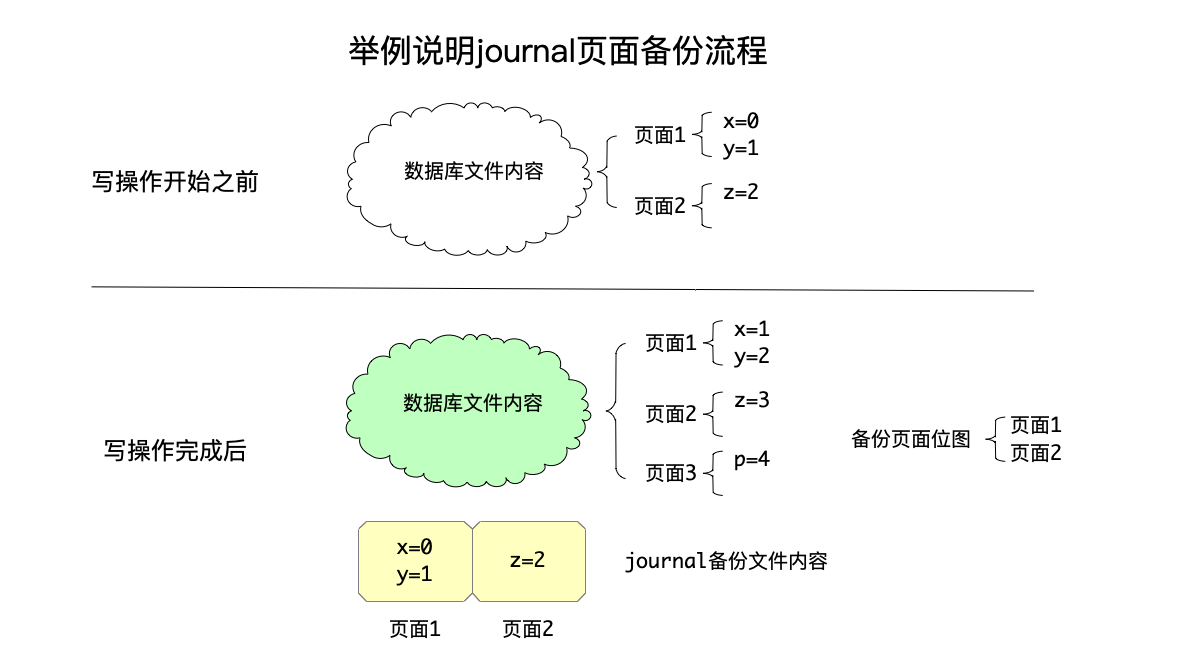 举例说明journal页面备份流程
写操作开始之前
数据库文件内容
页面1
x=0
y=1
页面2
z=2
写操作完成后
数据库文件内容
页面1
x=1
y=2
页面2
z=3
页面3
p=4
备份页面位图
页面1
页面2
x=0
y=1
z=2
journal备份文件内容
页面1
页面2